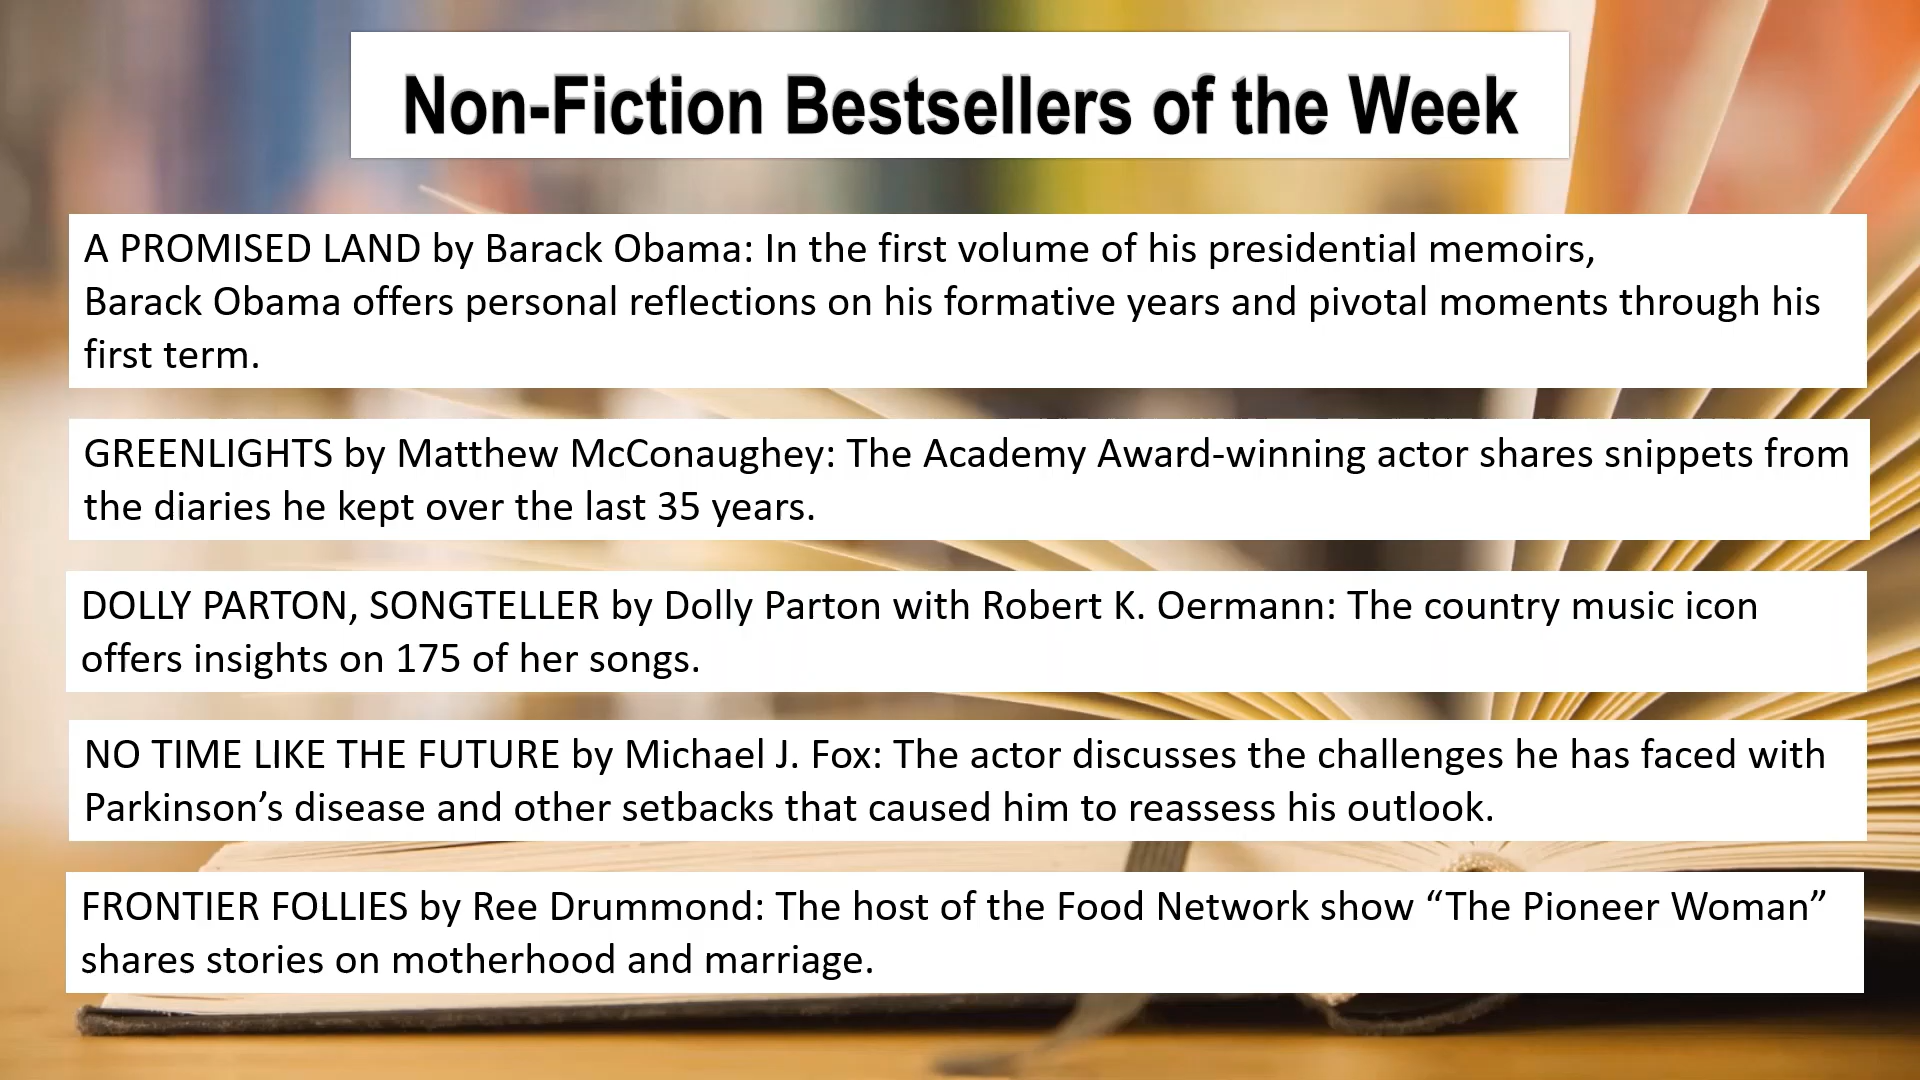 Non-Fiction Bestsellers of the Week
A PROMISED LAND by Barack Obama: In the first volume of his presidential memoirs,
Barack Obama offers personal reflections on his formative years and pivotal moments through his
first term.
GREENLIGHTS by Matthew McConaughey: The Academy Award-winning actor shares snippets from
the diaries he kept over the last 35 years.
DOLLY PARTON, SONGTELLER by Dolly Parton with Robert K. Oermann: The country music icon
offers insights on 175 of her songs.
NO TIME LIKE THE FUTURE by Michael J. Fox: The actor discusses the challenges he has faced with
Parkinson’s disease and other setbacks that caused him to reassess his outlook.
FRONTIER FOLLIES by Ree Drummond: The host of the Food Network show “The Pioneer Woman”
shares stories on motherhood and marriage.